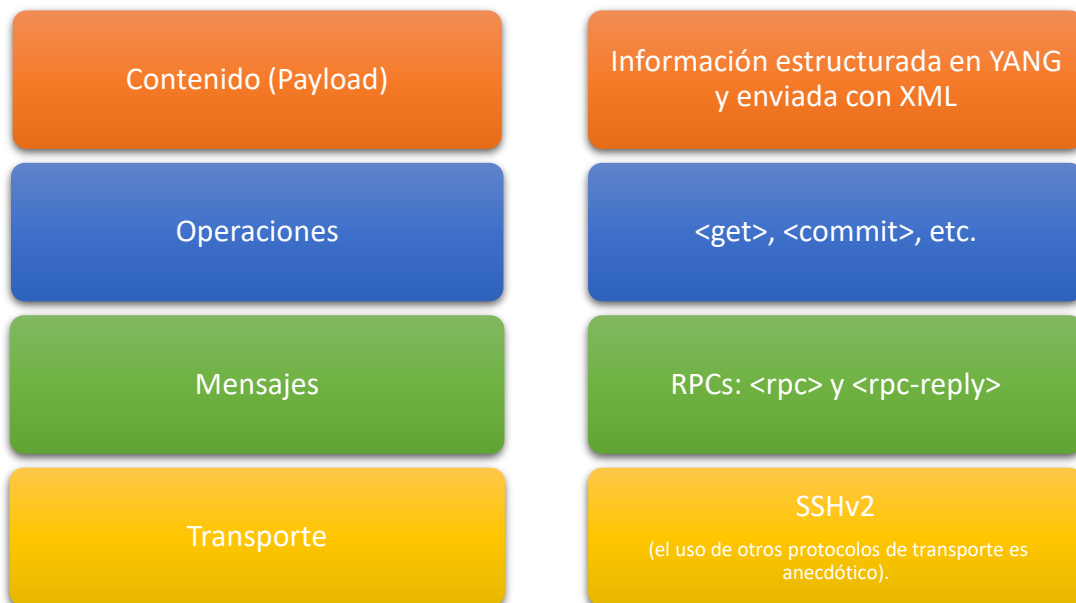 Contenido (Payload)
Información estructurada en YANG
y enviada con XML
Operaciones
<get>, <commit>, etc.
Mensajes
RPCs: <rpc> y <rpc-reply>
Transporte
SSHv2
(el uso de otros protocolos de transporte es
anecdótico).